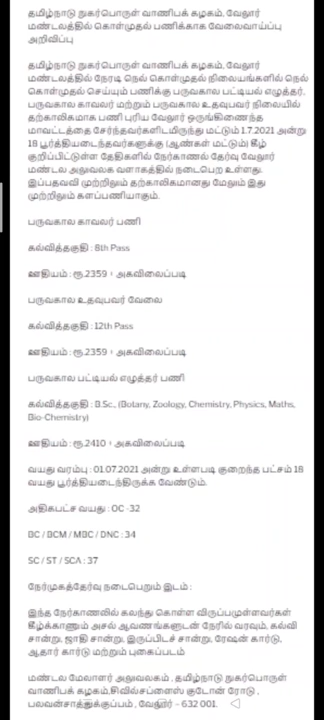 தமிழ்நாடு நுகர்பொருள் வாணிபக் கழகம், வேலூர்
மண்டலத்தில் கொள்முதல் பணிக்காக வேலைவாய்ப்பு
அறிவிப்பு
தமிழ்நாடு நுகர்பொருள் வாணிபக் கழகம், வேலூர்
மண்டலத்தில் நேரடி நெல் கொள்முதல் நிலையங்களில் நெல்
கொள்முதல் செய்யும் பணிக்கு பருவகால பட்டியல் எழுத்தர்,
பருவகால காவலர் மற்றும் பருவகால உதவுபவர் நிலையில்
தற்காலிகமாக பணி புரிய வேலூர் ஒருங்கிணைந்த
மாவட்டத்தை சேர்ந்தவர்களிடமிருந்து மட்டும் 1.7.2021 அன்று
18 பூர்த்தியடைந்தவர்களுக்கு (ஆண்கள் மட்டும்) கீழ்
குறிப்பிட்டுள்ள தேதிகளில் நேர்காணல் தேர்வு வேலூர்
மண்டல அலுவலக வளாகத்தில் நடைபெற உள்ளது.
இப்பதவவி முற்றிலும் தற்காலிகமானது மேலும் இது
முற்றிலும் களப்பணியாகும்.
பருவகால காவலர் பணி
கல்வித்தகுதி : 8th Pass
ஊதியம் : ரூ.2359 + அகவிலைப்படி
பருவகால உதவுபவர் வேலை
கல்வித்தகுதி : 12th Pass
ஊதியம் : ரூ.2359 + அகவிலைப்படி
பருவகால பட்டியல் எழுத்தர் பணி
கல்வித்தகுதி : B.Sc., (Botany, Zoology, Chemistry, Physics, Maths,
Bio-Chemistry)
ஊதியம் : ரூ.2410 + அகவிலைப்படி
வயது வரம்பு : 01.07.2021 அன்று உள்ளபடி குறைந்த பட்சம் 18
வயது பூர்த்தியடைந்திருக்க வேண்டும்.
அதிகபட்ச வயது : OC -32
BC / BCM / MBC / DNC : 34
SC / ST / SCA : 37
நேர்முகத்தேர்வு நடைபெறும் இடம் :
இந்த நேர்காணலில் கலந்து கொள்ள விருப்பமுள்ளவர்கள்
கீழ்க்காணும் அசல் ஆவணங்களுடன் நேரில் வரவும், கல்வி
சான்று, ஜாதி சான்று, இருப்பிடச் சான்று, ரேஷன் கார்டு,
ஆதார் கார்டு மற்றும் புகைப்படம்
மண்டல மேலாளர் அலுவலகம் , தமிழ்நாடு நுகர்பொருள்
வாணிபக் கழகம்,சிவில்சப்ளைஸ் குடோன் ரோடு ,
பலவன்சாத்துக்குப்பம் , வேலூர் – 632 001.